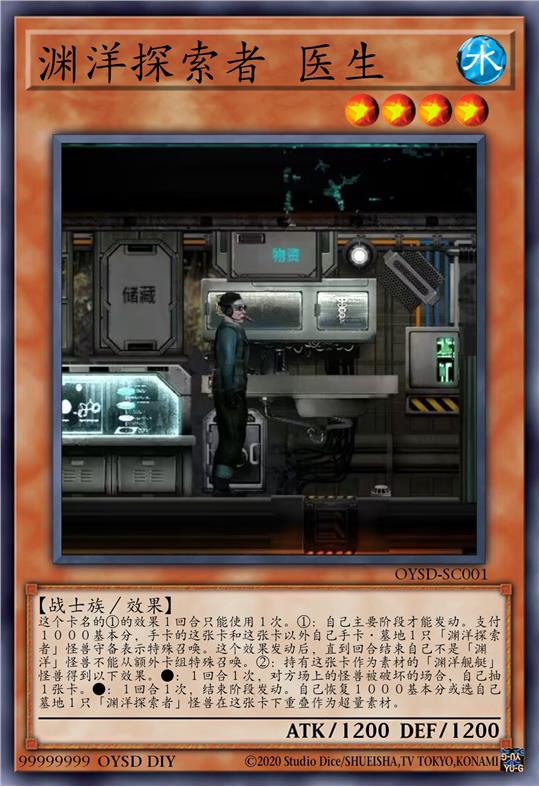 渊洋探索者 医生
水
物资
储藏
OYSD-SC001
【战士族／效果】
这个卡名的①的效果1回合只能使用1次。①：自己主要阶段才能发动。支付
1000基本分，手卡的这张卡和这张卡以外自己手卡·墓地1只「渊洋探索
者」怪兽守备表示特殊召唤。这个效果发动后，直到回合结束自己不是「渊
洋」怪兽不能从额外卡组特殊召唤。②：持有这张卡作为素材的「渊洋舰艇」
怪兽得到以下效果。●：1回合1次，对方场上的怪兽被破坏的场合，自己抽
1张卡。●：1回合1次，结束阶段发动。自己恢复1000基本分或选自己
墓地1只「渊洋探索者」怪兽在这张卡下重叠作为超量素材。
ATK/1200 DEF/1200
99999999 OYSD DIY ©2020 Studio Dice/SHUEISHA,TV TOKYO,KONAMI